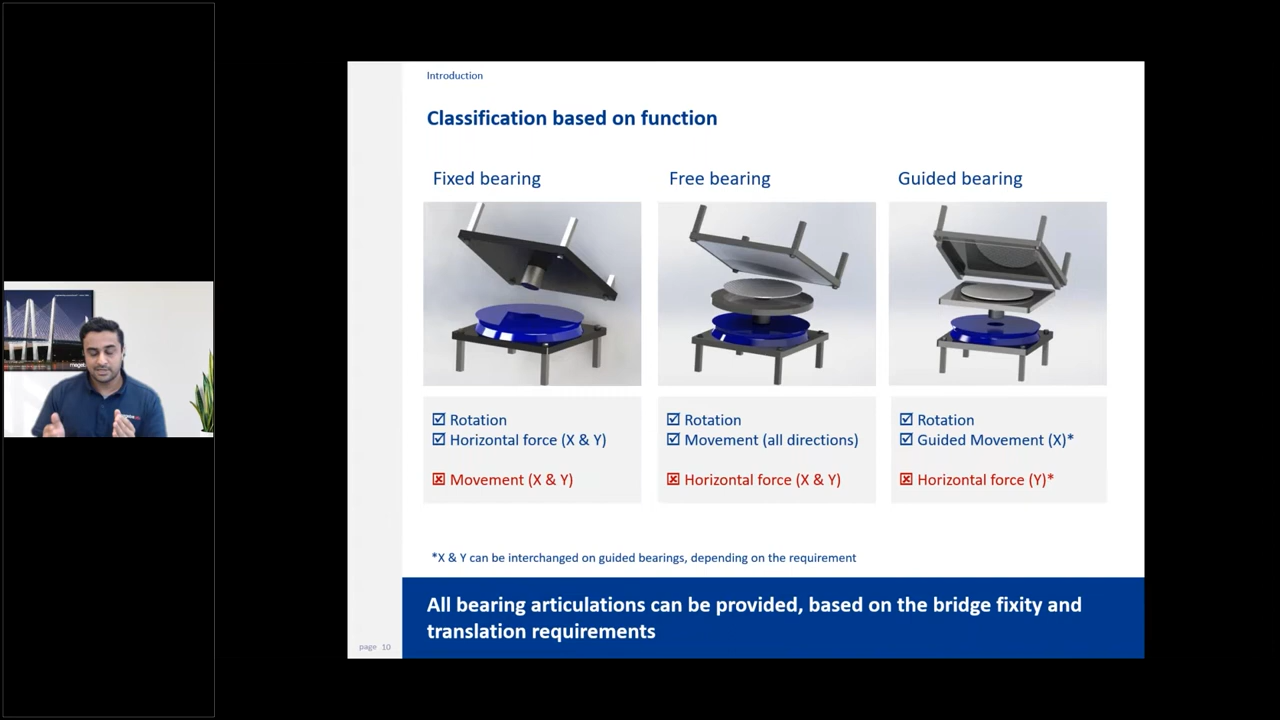 Introduction
Classification based on function
Fixed bearing
☑ Rotation
☑ Horizontal force (X & Y)
☒ Movement (X & Y)
Free bearing
☑ Rotation
☑ Movement (all directions)
☒ Horizontal force (X & Y)
Guided bearing
☑ Rotation
☑ Guided Movement (X)*
☒ Horizontal force (Y)*
*X & Y can be interchanged on guided bearings, depending on the requirement
All bearing articulations can be provided, based on the bridge fixity and
translation requirements
page 10